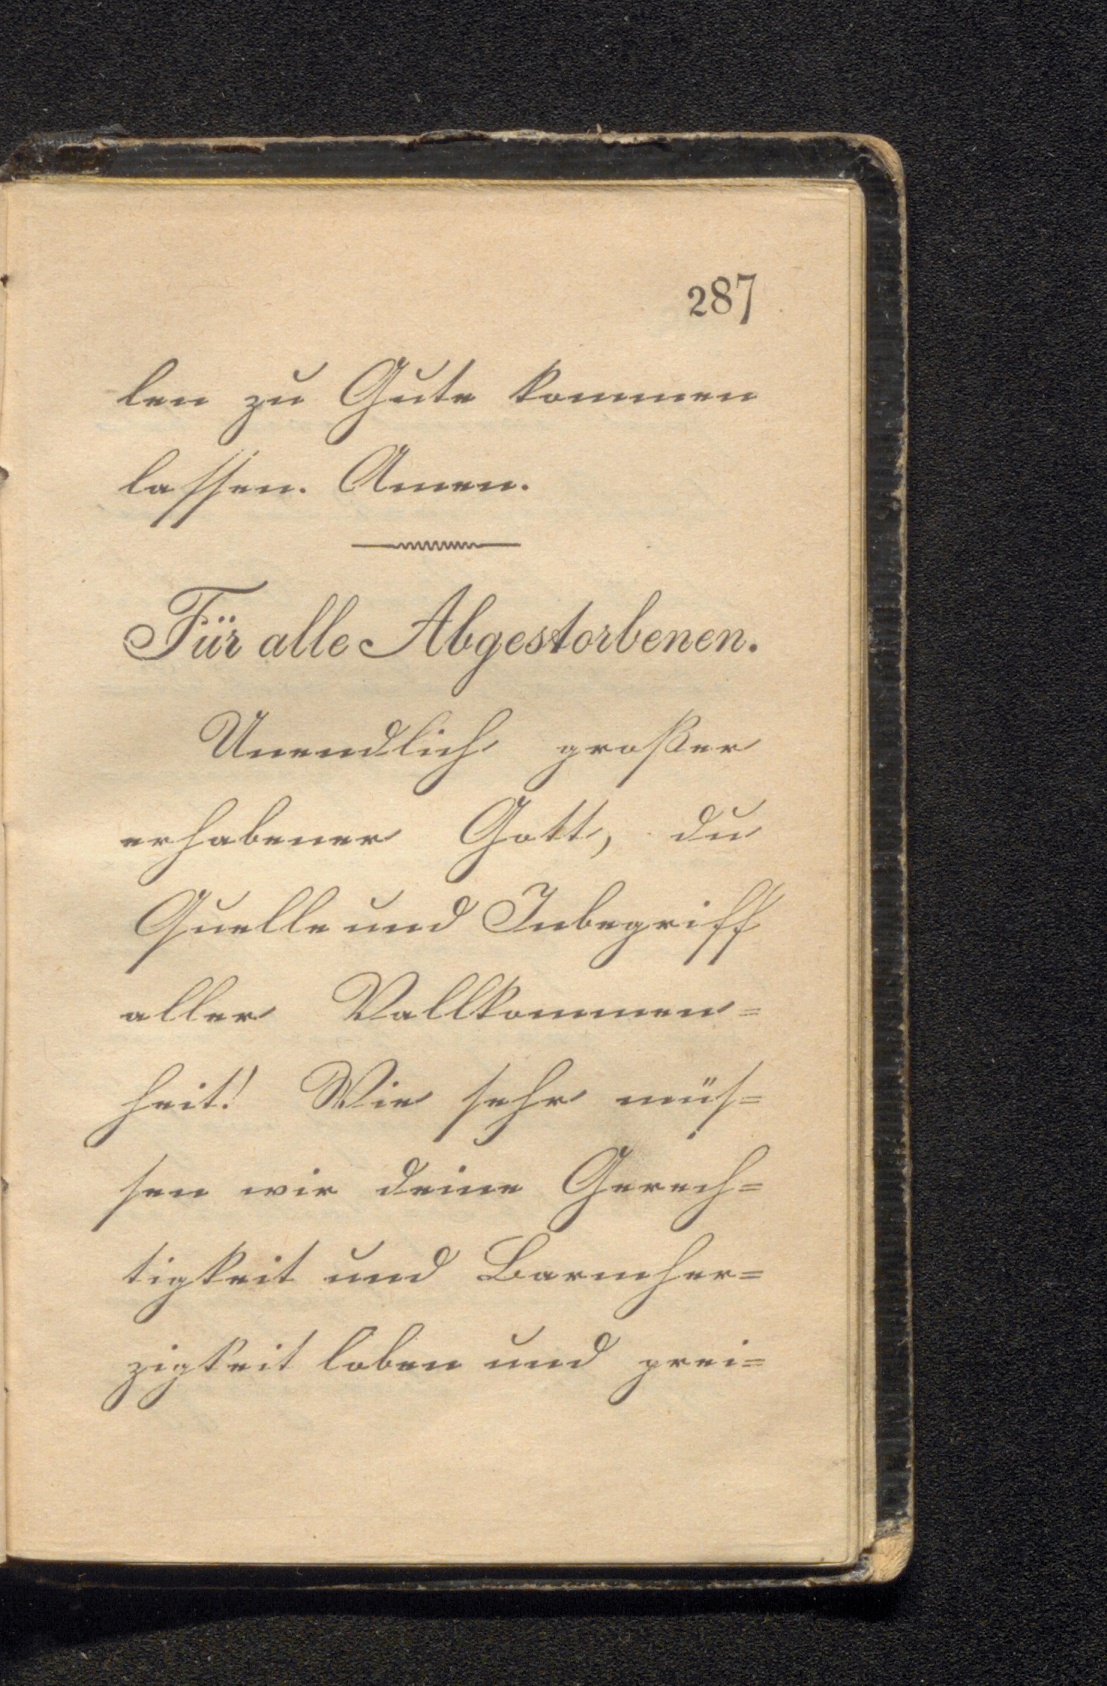 287
len zu Gute kommen
lassen. Amen.
Für alle Abgestorbenen.
Unendlich großer
erhabener Gott, du
Quelle und Inbegriff
aller Vollkommen=
heit! Wie sehr müs=
sen wir deine Gerech=
tigkeit und Barmher=
zigkeit loben und prei=